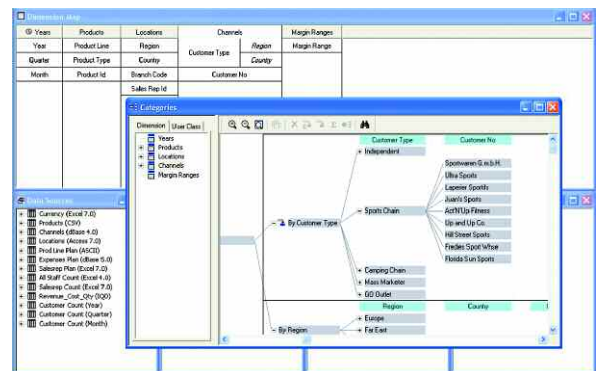 Dimension Map
Years Products Locations Channels Margin Ranges
Year Product Line Region Customer Type Region Margin Range
Quarter Product Type Country Country
Month Product Id Branch Code Customer No
Sales Rep Id
Categories
Dimension User Class
Years
Products
Locations
Channels
Margin Ranges
Customer Type Customer No
Independent
Sportwaren G.m.b.H.
Ultra Sports
Lapeier Sports
Juan's Sports
By Customer Type
Sports Chain
Act'N'Up Fitness
Up and Up Co.
Hill Street Sports
Fredies Spot Whse
Florida Sun Sports
Camping Chain
Mass Marketer
GO Outlet
Region Country
Europe
By Region
Far East
Data Sources
Currency (Excel 7.0)
Products (CSV)
Channels (dBase 4.0)
Locations (Access 7.0)
Prod Line Plan (ASCII)
Expenses Plan (dBase 5.0)
Salesrep Plan (Excel 7.0)
All Staff Count (Excel 4.0)
Salesrep Count (Excel 7.0)
Revenue_Cost_Qty (IQD)
Customer Count (Year)
Customer Count (Quarter)
Customer Count (Month)